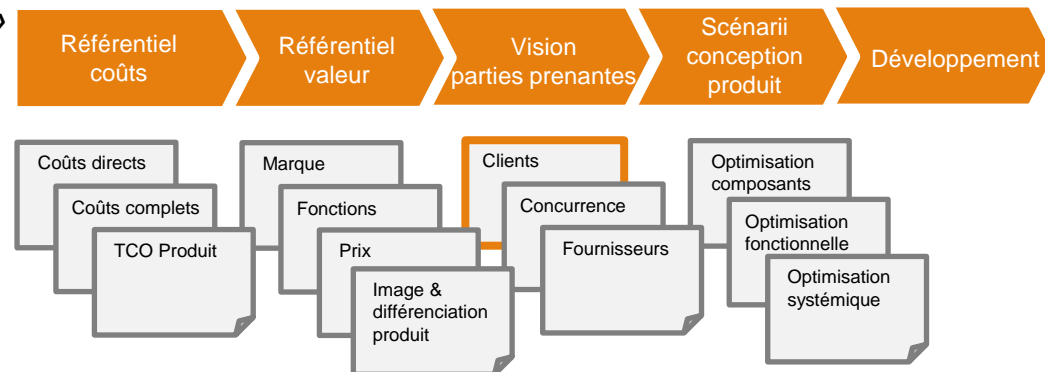 Référentiel
coûts
Référentiel
valeur
Vision
parties prenantes
Scénarii
conception
produit
Développement
Coûts directs
Coûts complets
TCO Produit
Marque
Fonctions
Prix
Image &
différenciation
produit
Clients
Concurrence
Fournisseurs
Optimisation
composants
Optimisation
fonctionnelle
Optimisation
systémique